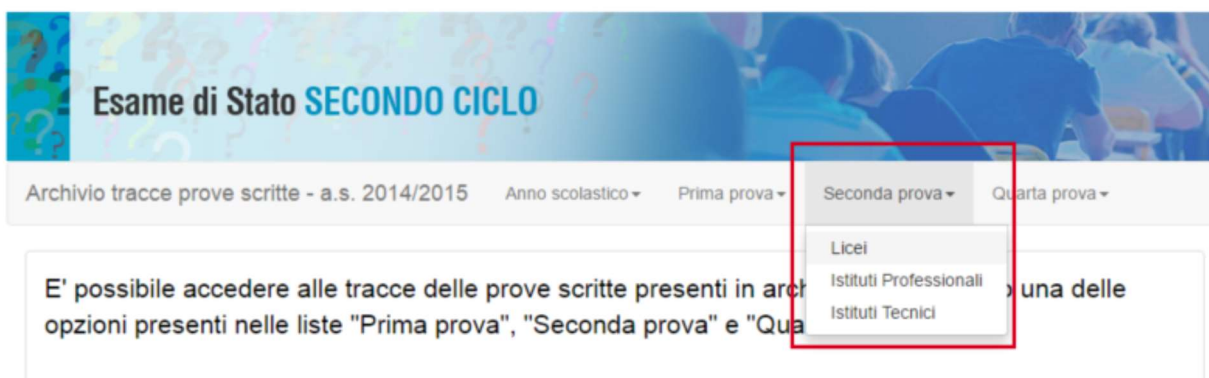 Esame di Stato SECONDO CICLO
Archivio tracce prove scritte - a.s. 2014/2015 Anno scolastico Prima prova Seconda prova Quarta prova
Licei
Istituti Professionali
Istituti Tecnici
E' possibile accedere alle tracce delle prove scritte presenti in una delle
opzioni presenti nelle liste "Prima prova", "Seconda prova" e